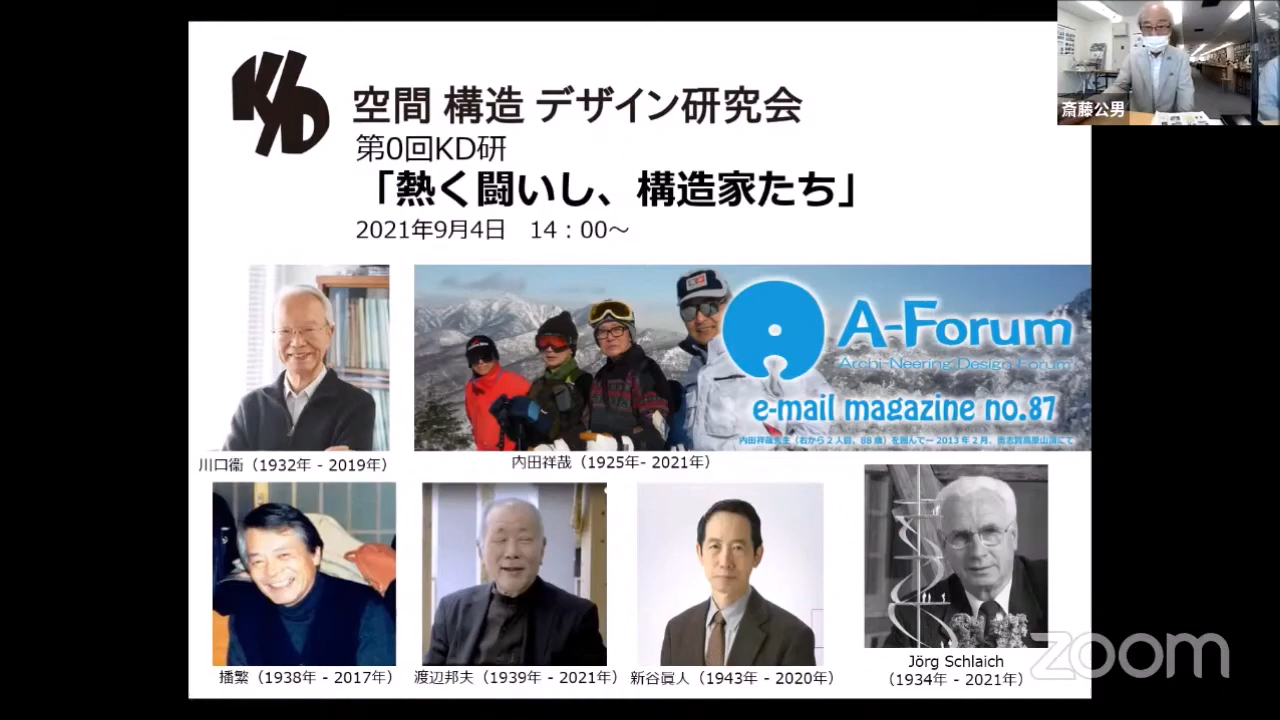 KD
空間 構造 デザイン研究会
第0回KD研
「熱く闘いし、構造家たち」
2021年9月4日　14：00～
斎藤公男
A-Forum
Archi-Neering Design Forum
e-mail magazine no.87
川口衞（1932年 - 2019年）
内田祥哉（1925年- 2021年）
播繁（1938年 - 2017年）
渡辺邦夫（1939年 - 2021年）
新谷眞人（1943年 - 2020年）
Jörg Schlaich
（1934年 - 2021年）
zoom